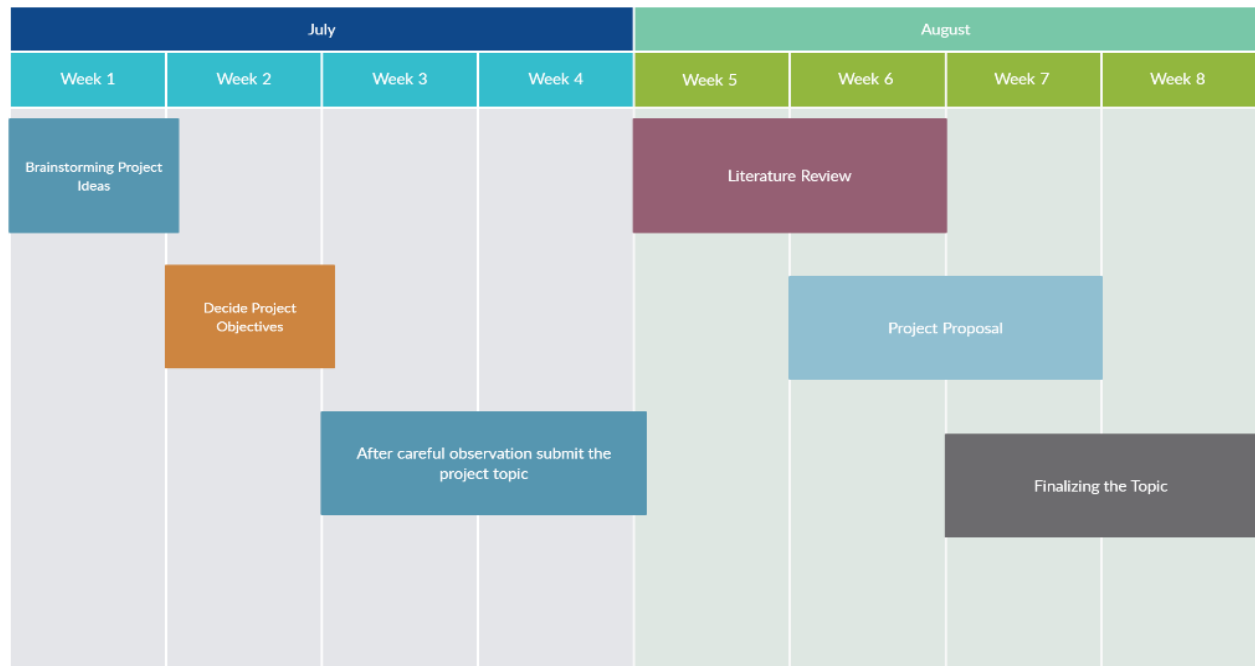 July
August
Week 1
Week 2
Week 3
Week 4
Week 5
Week 6
Week 7
Week 8
Brainstorming Project
Ideas
Literature Review
Decide Project
Objectives
Project Proposal
After careful observation submit the
project topic
Finalizing the Topic